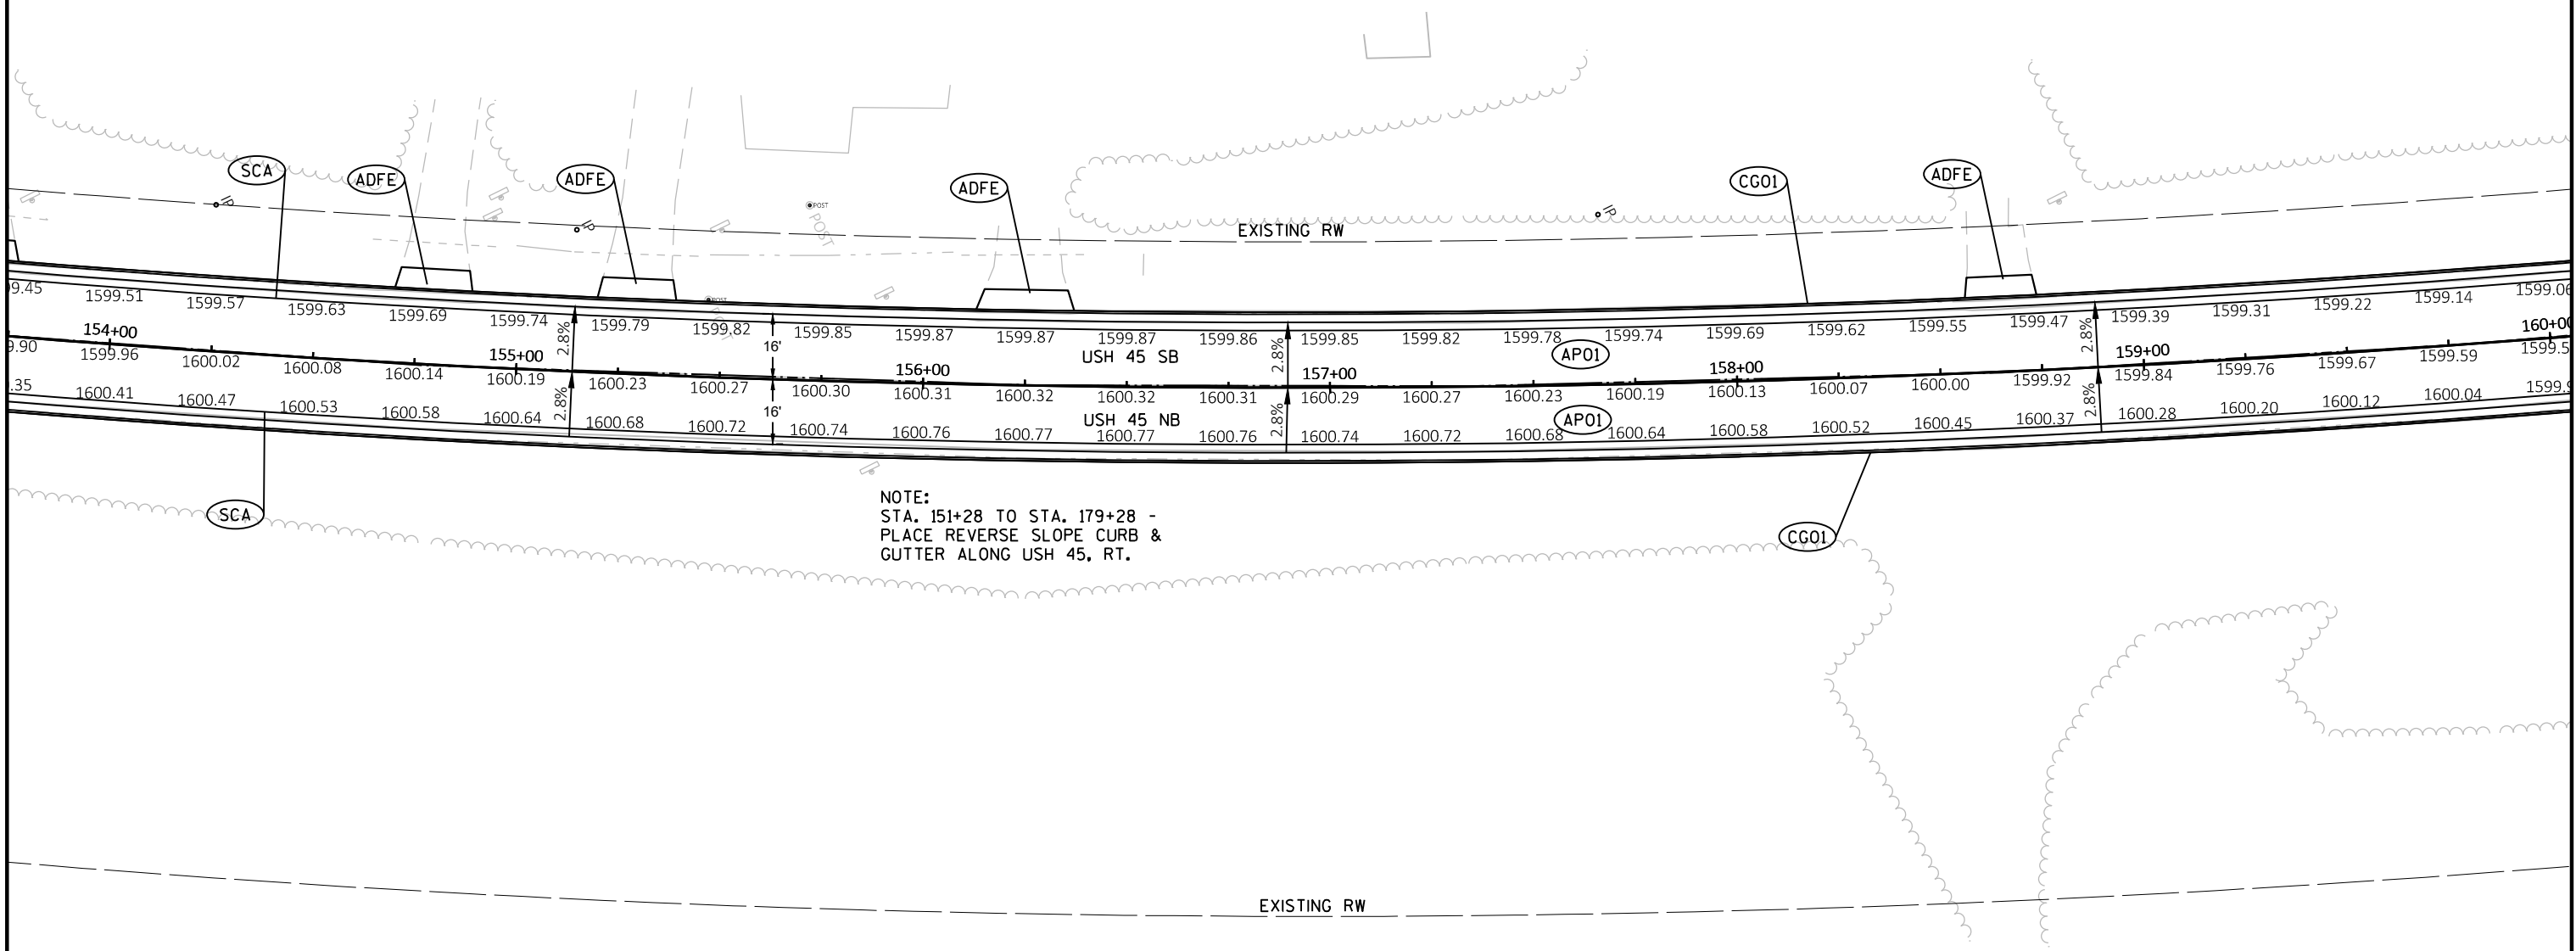 SCA
ADFE
ADFE
ADFE
CG01
ADFE
IP
IP
POST
POST
IP
EXISTING RW
POST
1599.51 1599.57 1599.63 1599.69 1599.74 1599.79 1599.82 1599.85 1599.87 1599.87 1599.87 1599.86 1599.85 1599.82 1599.78 1599.74 1599.69 1599.62 1599.55 1599.47 1599.39 1599.31 1599.22 1599.14 1599.06
2.8% 16' 2.8% 2.8%
USH 45 SB
AP01
154+00 155+00 156+00 157+00 158+00 159+00 160+00
1599.96 1600.02 1600.08 1600.14 1600.19 1600.23 1600.27 1600.30 1600.31 1600.32 1600.32 1600.31 1600.29 1600.27 1600.23 1600.19 1600.13 1600.07 1600.00 1599.92 1599.84 1599.76 1599.67 1599.59
2.8% 16' 2.8% 2.8%
USH 45 NB
AP01
1600.41 1600.47 1600.53 1600.58 1600.64 1600.68 1600.72 1600.74 1600.76 1600.77 1600.77 1600.76 1600.74 1600.72 1600.68 1600.64 1600.58 1600.52 1600.45 1600.37 1600.28 1600.20 1600.12 1600.04
SCA
NOTE:
STA. 151+28 TO STA. 179+28 -
PLACE REVERSE SLOPE CURB &
GUTTER ALONG USH 45, RT.
CG01
EXISTING RW